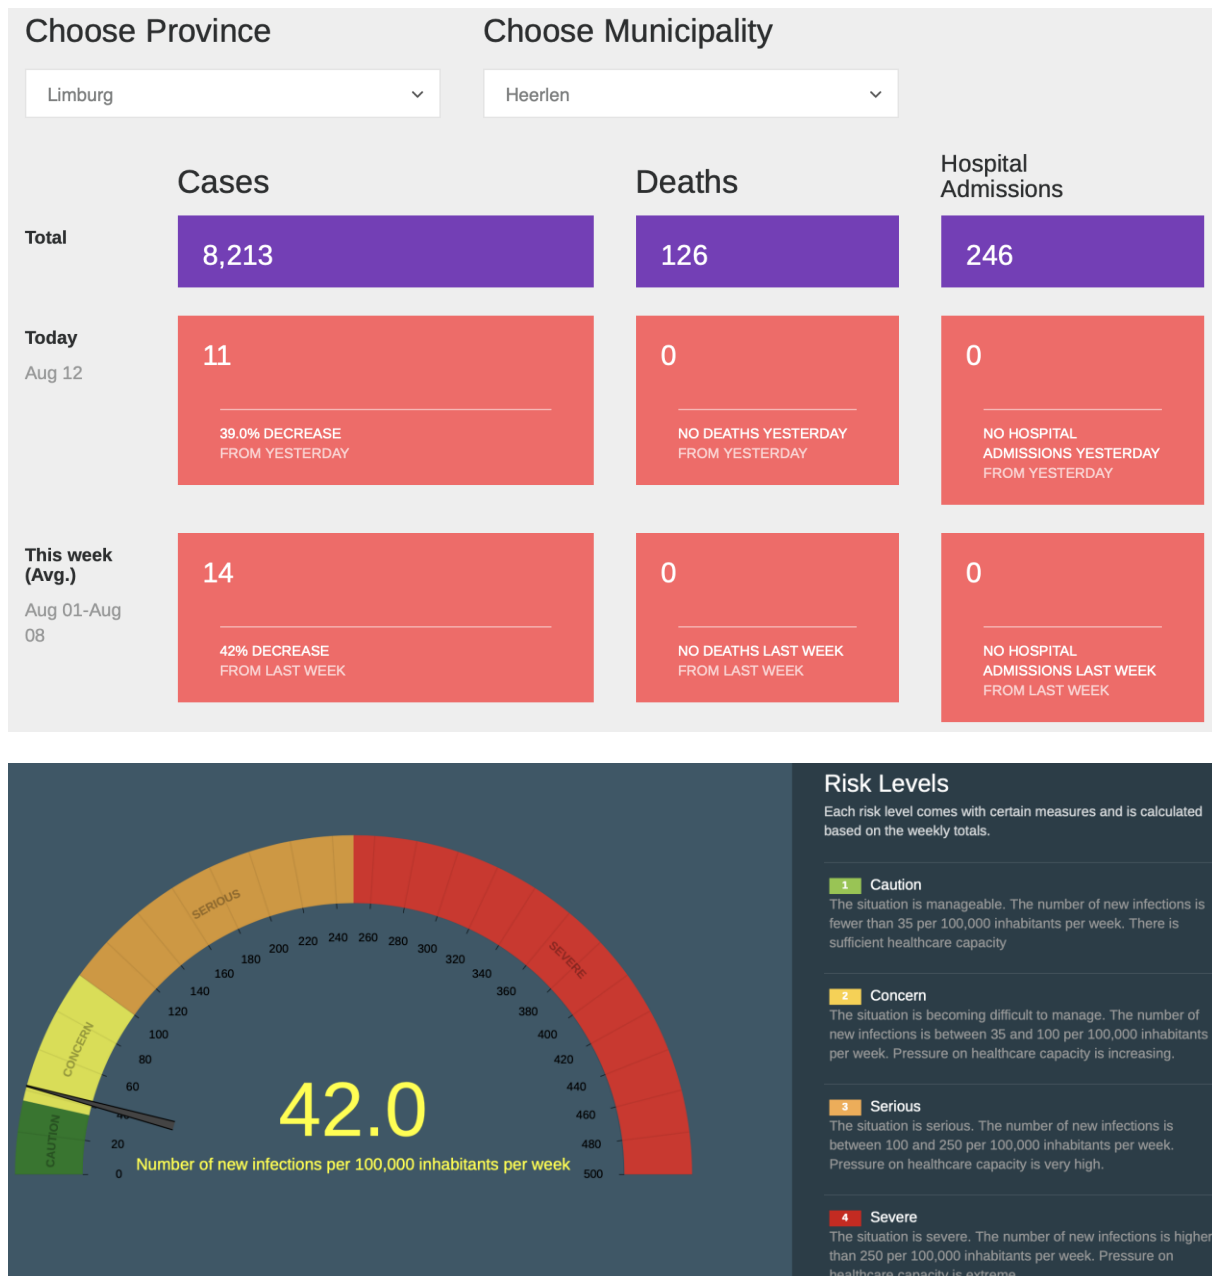 Choose Province
Choose Municipality
Limburg
Heerlen
Cases
Deaths
Hospital
Admissions
Total
8,213
126
246
Today
Aug 12
11
39.0% DECREASE
FROM YESTERDAY
0
NO DEATHS YESTERDAY
FROM YESTERDAY
0
NO HOSPITAL
ADMISSIONS YESTERDAY
FROM YESTERDAY
This week
(Avg.)
Aug 01-Aug
08
14
42% DECREASE
FROM LAST WEEK
0
NO DEATHS LAST WEEK
FROM LAST WEEK
0
NO HOSPITAL
ADMISSIONS LAST WEEK
FROM LAST WEEK
CAUTION
CONCERN
SERIOUS
SEVERE
0
20
60
80
100
120
140
160
180
200
220
240
260
280
300
320
340
360
380
400
420
440
460
480
500
42.0
Number of new infections per 100,000 inhabitants per week
Risk Levels
Each risk level comes with certain measures and is calculated
based on the weekly totals.
1 Caution
The situation is manageable. The number of new infections is
fewer than 35 per 100,000 inhabitants per week. There is
sufficient healthcare capacity
2 Concern
The situation is becoming difficult to manage. The number of
new infections is between 35 and 100 per 100,000 inhabitants
per week. Pressure on healthcare capacity is increasing.
3 Serious
The situation is serious. The number of new infections is
between 100 and 250 per 100,000 inhabitants per week.
Pressure on healthcare capacity is very high.
4 Severe
The situation is severe. The number of new infections is higher
than 250 per 100,000 inhabitants per week. Pressure on
healthcare capacity is extreme